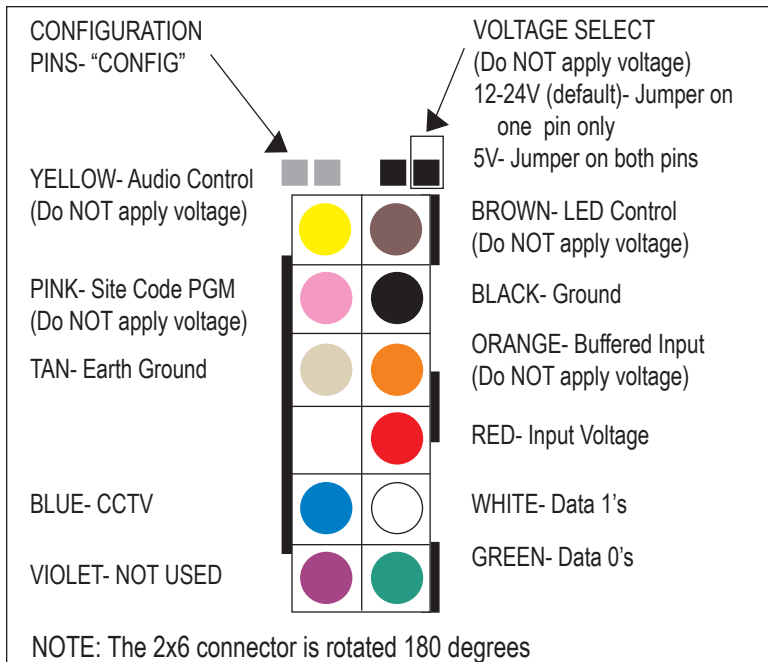 CONFIGURATION
PINS- “CONFIG”
VOLTAGE SELECT
(Do NOT apply voltage)
12-24V (default)- Jumper on
one pin only
5V- Jumper on both pins
YELLOW- Audio Control
(Do NOT apply voltage)
PINK- Site Code PGM
(Do NOT apply voltage)
TAN- Earth Ground
BLUE- CCTV
VIOLET- NOT USED
BROWN- LED Control
(Do NOT apply voltage)
BLACK- Ground
ORANGE- Buffered Input
(Do NOT apply voltage)
RED- Input Voltage
WHITE- Data 1's
GREEN- Data 0's
NOTE: The 2x6 connector is rotated 180 degrees